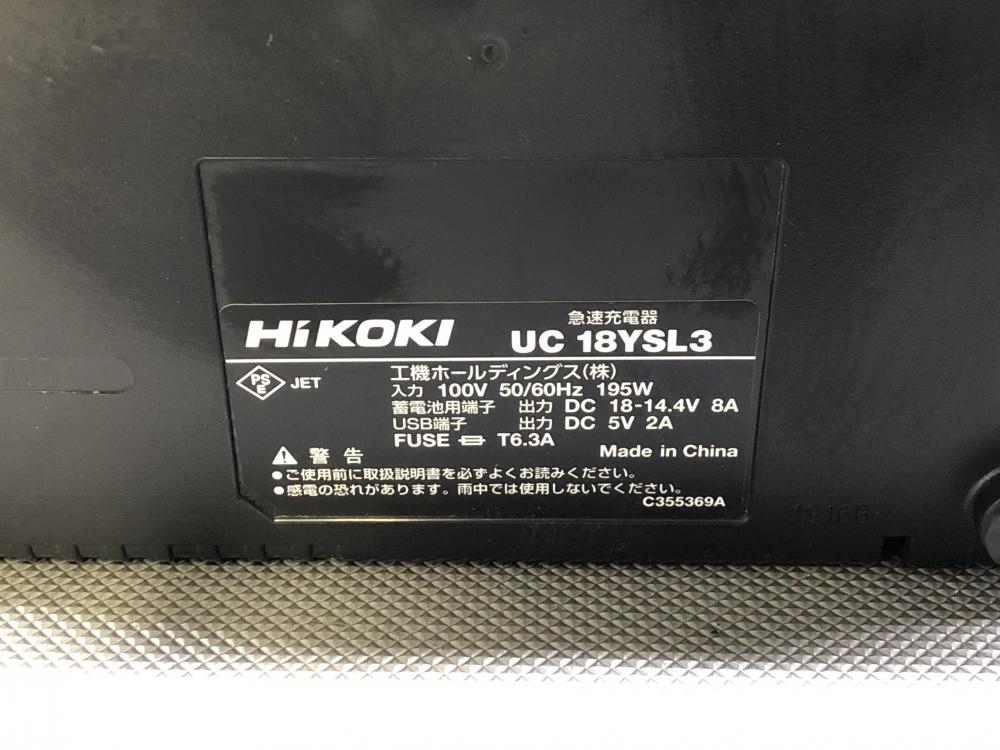 HiKOKI
急速充電器
UC 18YSL3
PSE JET
工機ホールディングス(株)
入力 100V 50/60Hz 195W
蓄電池用端子 出力 DC 18-14.4V 8A
USB端子 出力 DC 5V 2A
FUSE T6.3A
Made in China
警告
●ご使用前に取扱説明書を必ずよくお読みください。
●感電の恐れがあります。雨中では使用しないでください。
C355369A